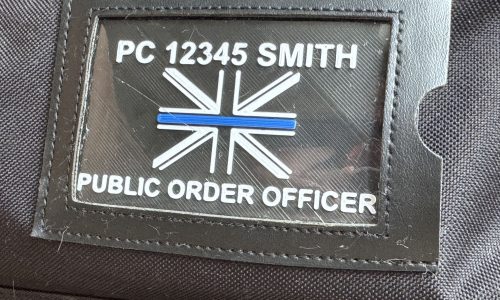 PC 12345 SMITH
PUBLIC ORDER OFFICER